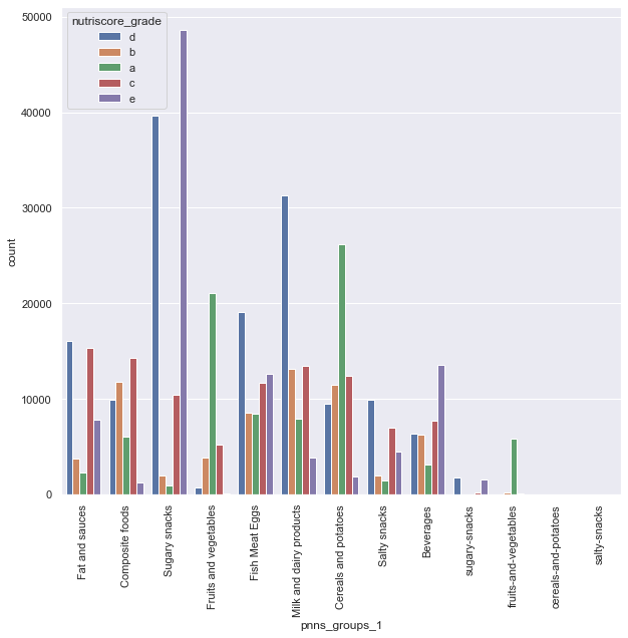 nutriscore_grade
d
b
a
c
e
50000
40000
30000
20000
10000
0
count
Fat and sauces
Composite foods
Sugary snacks
Fruits and vegetables
Fish Meat Eggs
Milk and dairy products
Cereals and potatoes
Salty snacks
Beverages
sugary-snacks
fruits-and-vegetables
cereals-and-potatoes
salty-snacks
pnns_groups_1